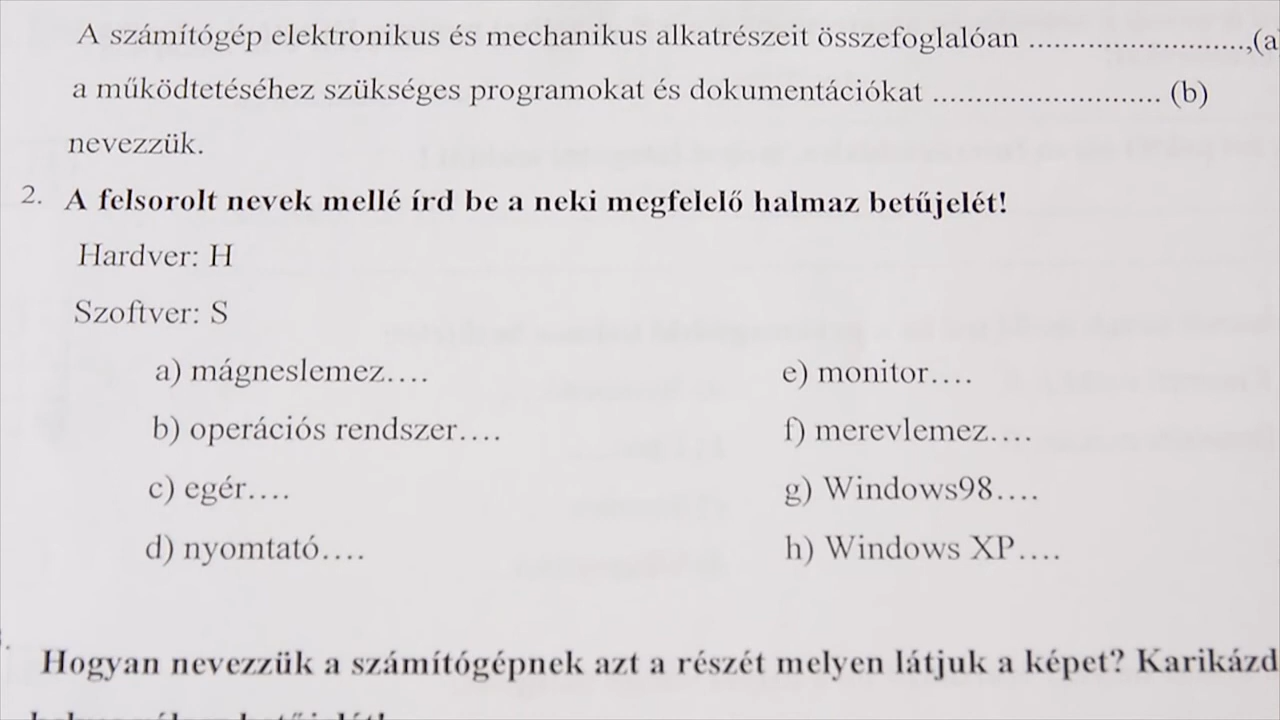 A számítógép elektronikus és mechanikus alkatrészeit összefoglalóan .........................,(a
a működtetéséhez szükséges programokat és dokumentációkat .......................... (b)
nevezzük.
2. A felsorolt nevek mellé írd be a neki megfelelő halmaz betűjelét!
Hardver: H
Szoftver: S
a) mágneslemez….
e) monitor….
b) operációs rendszer….
f) merevlemez….
c) egér….
g) Windows98….
d) nyomtató….
h) Windows XP….
Hogyan nevezzük a számítógépnek azt a részét melyen látjuk a képet? Karikázd